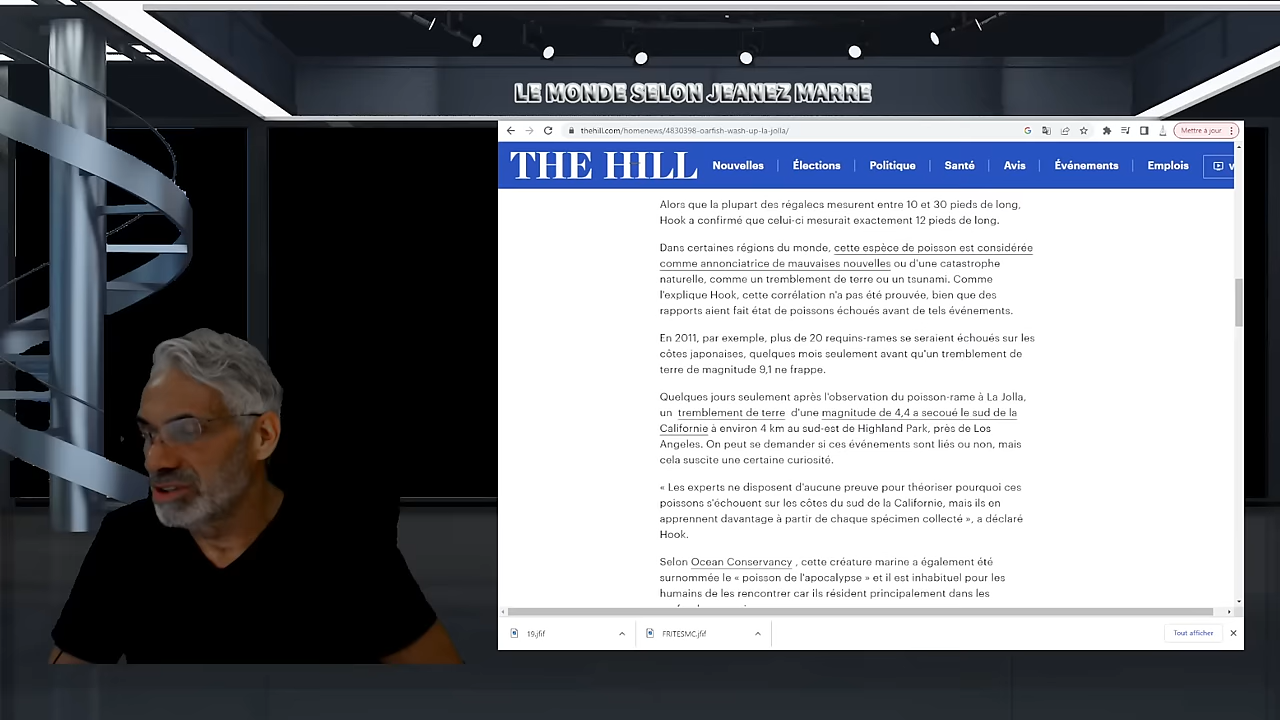 LE MONDE SELON JEANEZ MARRE
thehill.com/homenews/4830398-oarfish-wash-up-la-jolla/
Mettre à jour
THE HILL
Nouvelles
Élections
Politique
Santé
Avis
Événements
Emplois
Alors que la plupart des régalecs mesurent entre 10 et 30 pieds de long,
Hook a confirmé que celui-ci mesurait exactement 12 pieds de long.
Dans certaines régions du monde, cette espèce de poisson est considérée
comme annonciatrice de mauvaises nouvelles ou d'une catastrophe
naturelle, comme un tremblement de terre ou un tsunami. Comme
l'explique Hook, cette corrélation n'a pas été prouvée, bien que des
rapports aient fait état de poissons échoués avant de tels événements.
En 2011, par exemple, plus de 20 requins-rames se seraient échoués sur les
côtes japonaises, quelques mois seulement avant qu'un tremblement de
terre de magnitude 9,1 ne frappe.
Quelques jours seulement après l'observation du poisson-rame à La Jolla,
un tremblement de terre d'une magnitude de 4,4 a secoué le sud de la
Californie à environ 4 km au sud-est de Highland Park, près de Los
Angeles. On peut se demander si ces événements sont liés ou non, mais
cela suscite une certaine curiosité.
« Les experts ne disposent d'aucune preuve pour théoriser pourquoi ces
poissons s'échouent sur les côtes du sud de la Californie, mais ils en
apprennent davantage à partir de chaque spécimen collecté », a déclaré
Hook.
Selon Ocean Conservancy , cette créature marine a également été
surnommée le « poisson de l'apocalypse » et il est inhabituel pour les
humains de les rencontrer car ils résident principalement dans les
19.jfif
FRITESMC.jfif
Tout afficher